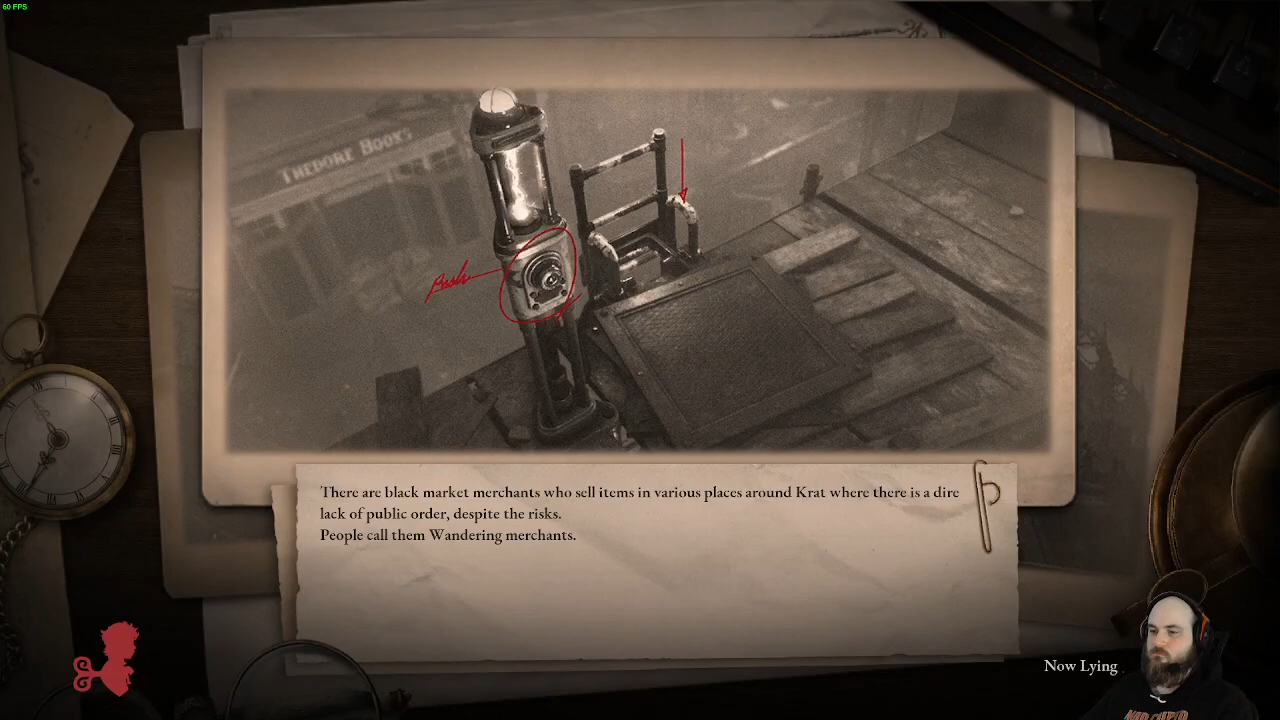 60 FPS
THEDORE BOOKS
Push
There are black market merchants who sell items in various places around Krat where there is a dire
lack of public order, despite the risks.
People call them Wandering merchants.
Now Lying